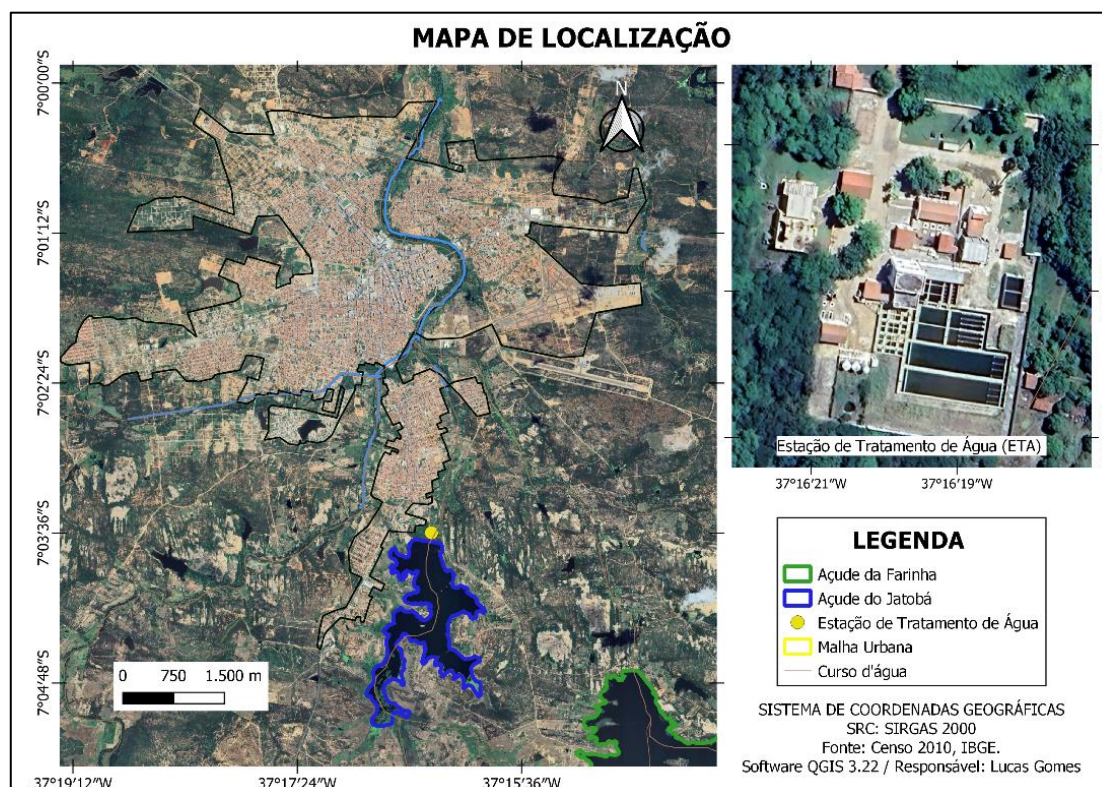 MAPA DE LOCALIZAÇÃO
N
7°00'00"S
7°01'12"S
7°02'24"S
7°03'36"S
7°04'48"S
0 750 1.500 m
37°19'12"W 37°17'24"W 37°15'36"W
Estação de Tratamento de Água (ETA)
37°16'21"W 37°16'19"W
LEGENDA
Açude da Farinha
Açude do Jatobá
Estação de Tratamento de Água
Malha Urbana
Curso d'água
SISTEMA DE COORDENADAS GEOGRÁFICAS
SRC: SIRGAS 2000
Fonte: Censo 2010, IBGE.
Software QGIS 3.22 / Responsável: Lucas Gomes